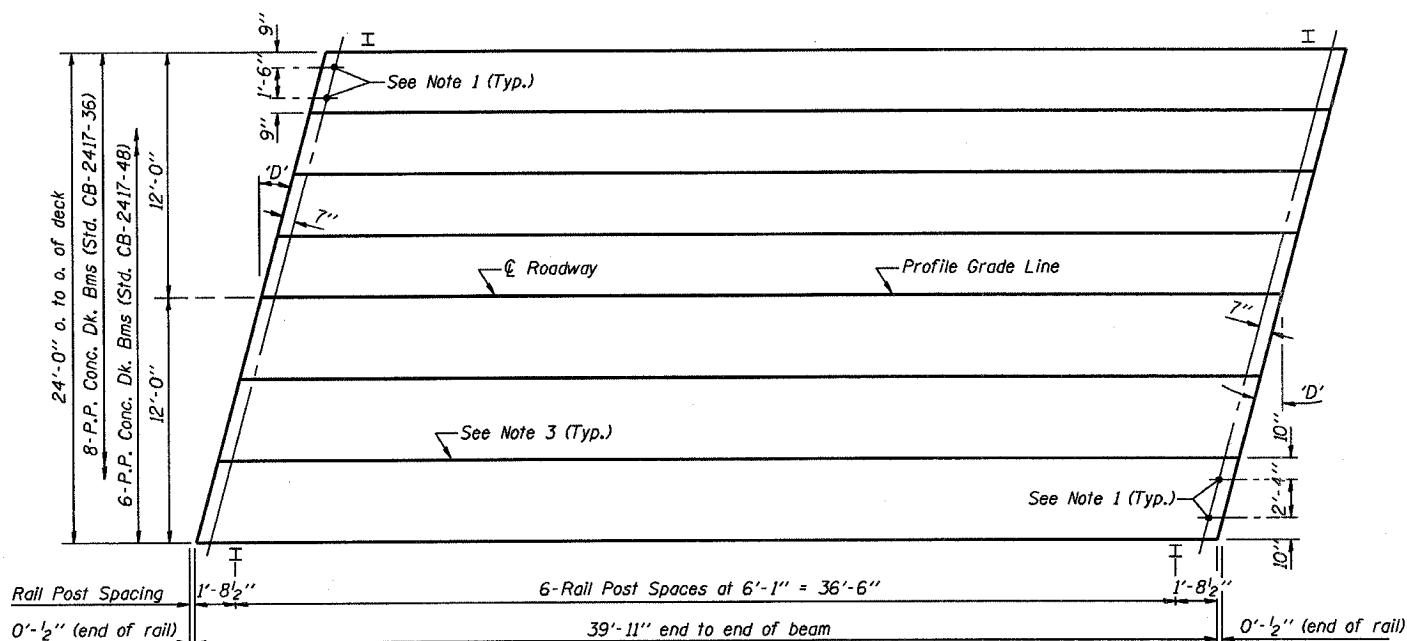 9"
I
I
1'-6"
See Note 1 (Typ.)
9"
24'-0" o. to o. of deck
8-P.P. Conc. Dk. Bms (Std. CB-2417-36)
6-P.P. Conc. Dk. Bms (Std. CB-2417-48)
12'-0"
12'-0"
'D'
7"
℄ Roadway
Profile Grade Line
7"
'D'
See Note 3 (Typ.)
10"
See Note 1 (Typ.)
2'-4"
10"
I
I
Rail Post Spacing
1'-8½"
6-Rail Post Spaces at 6'-1" = 36'-6"
1'-8½"
0'-½" (end of rail)
39'-11" end to end of beam
0'-½" (end of rail)